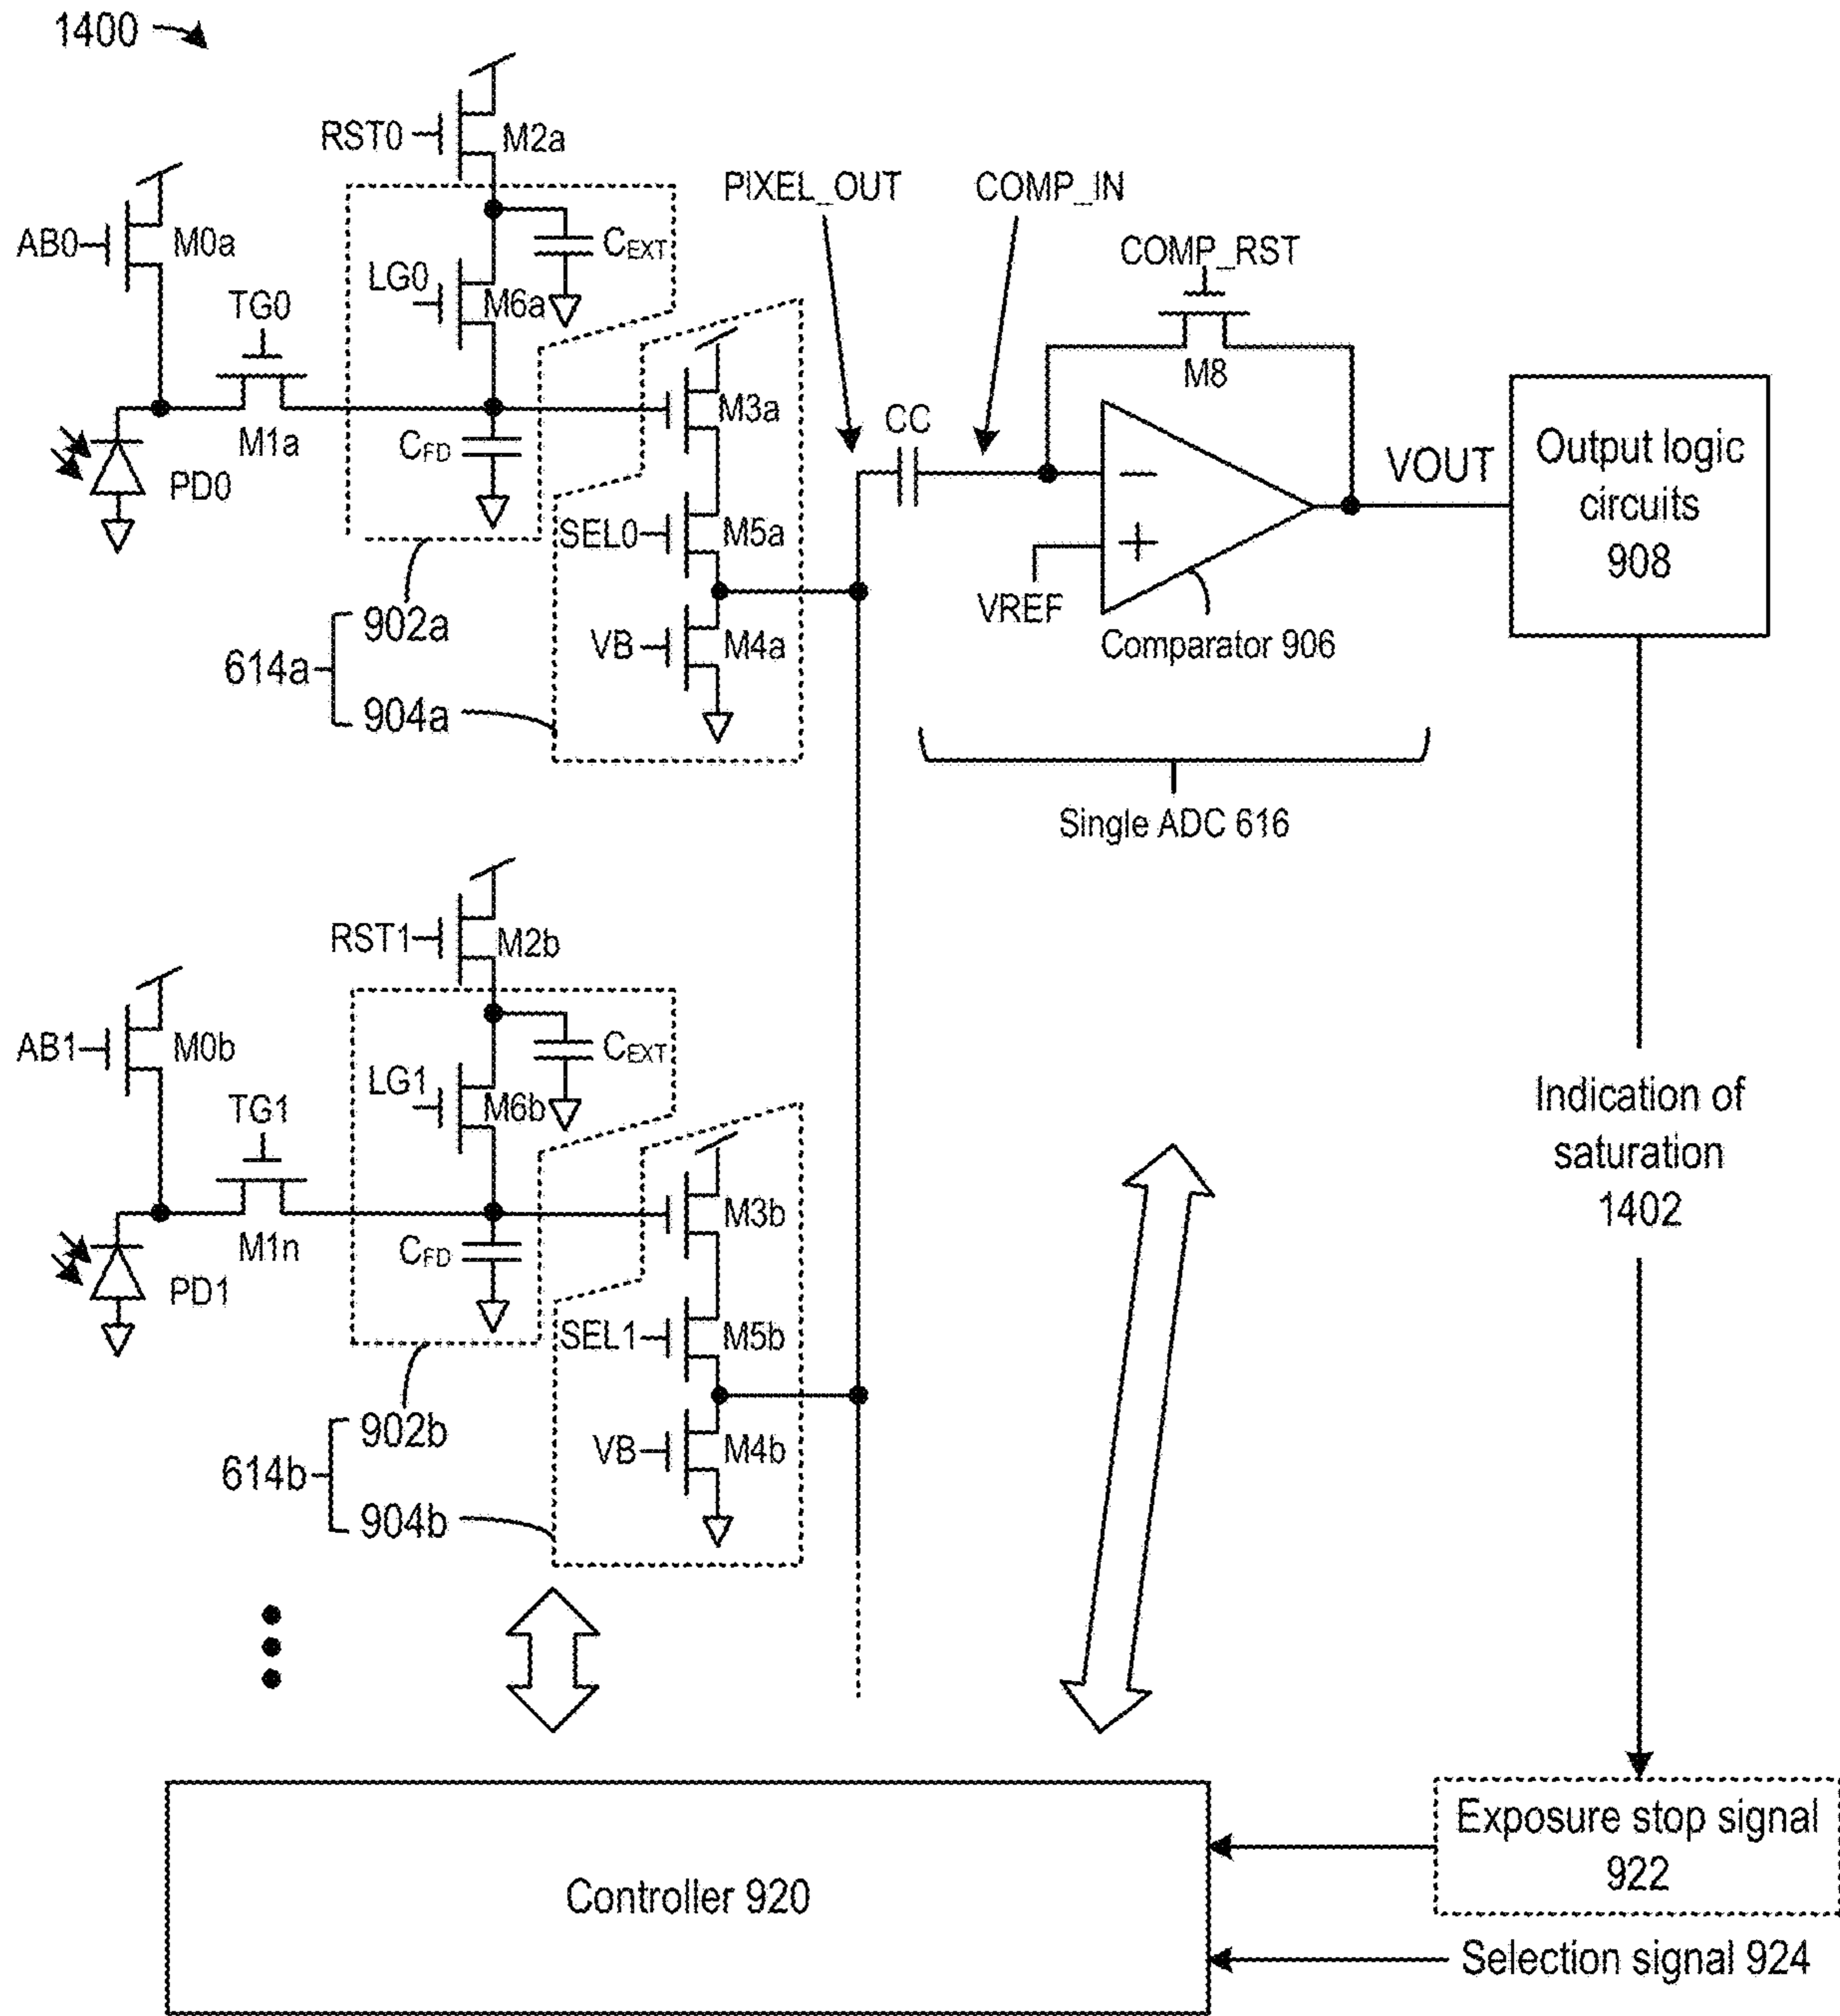 1400
RST0
M2a
AB0
M0a
LG0
M6a
CEXT
TG0
M1a
PD0
CFD
M3a
SEL0
M5a
VB
M4a
614a
902a
904a
PIXEL_OUT
COMP_IN
COMP_RST
M8
CC
VREF
Comparator 906
VOUT
Output logic
circuits
908
Single ADC 616
RST1
M2b
AB1
M0b
LG1
M6b
CEXT
TG1
M1n
PD1
CFD
M3b
SEL1
M5b
VB
M4b
614b
902b
904b
Indication of
saturation
1402
Exposure stop signal
922
Controller 920
Selection signal 924